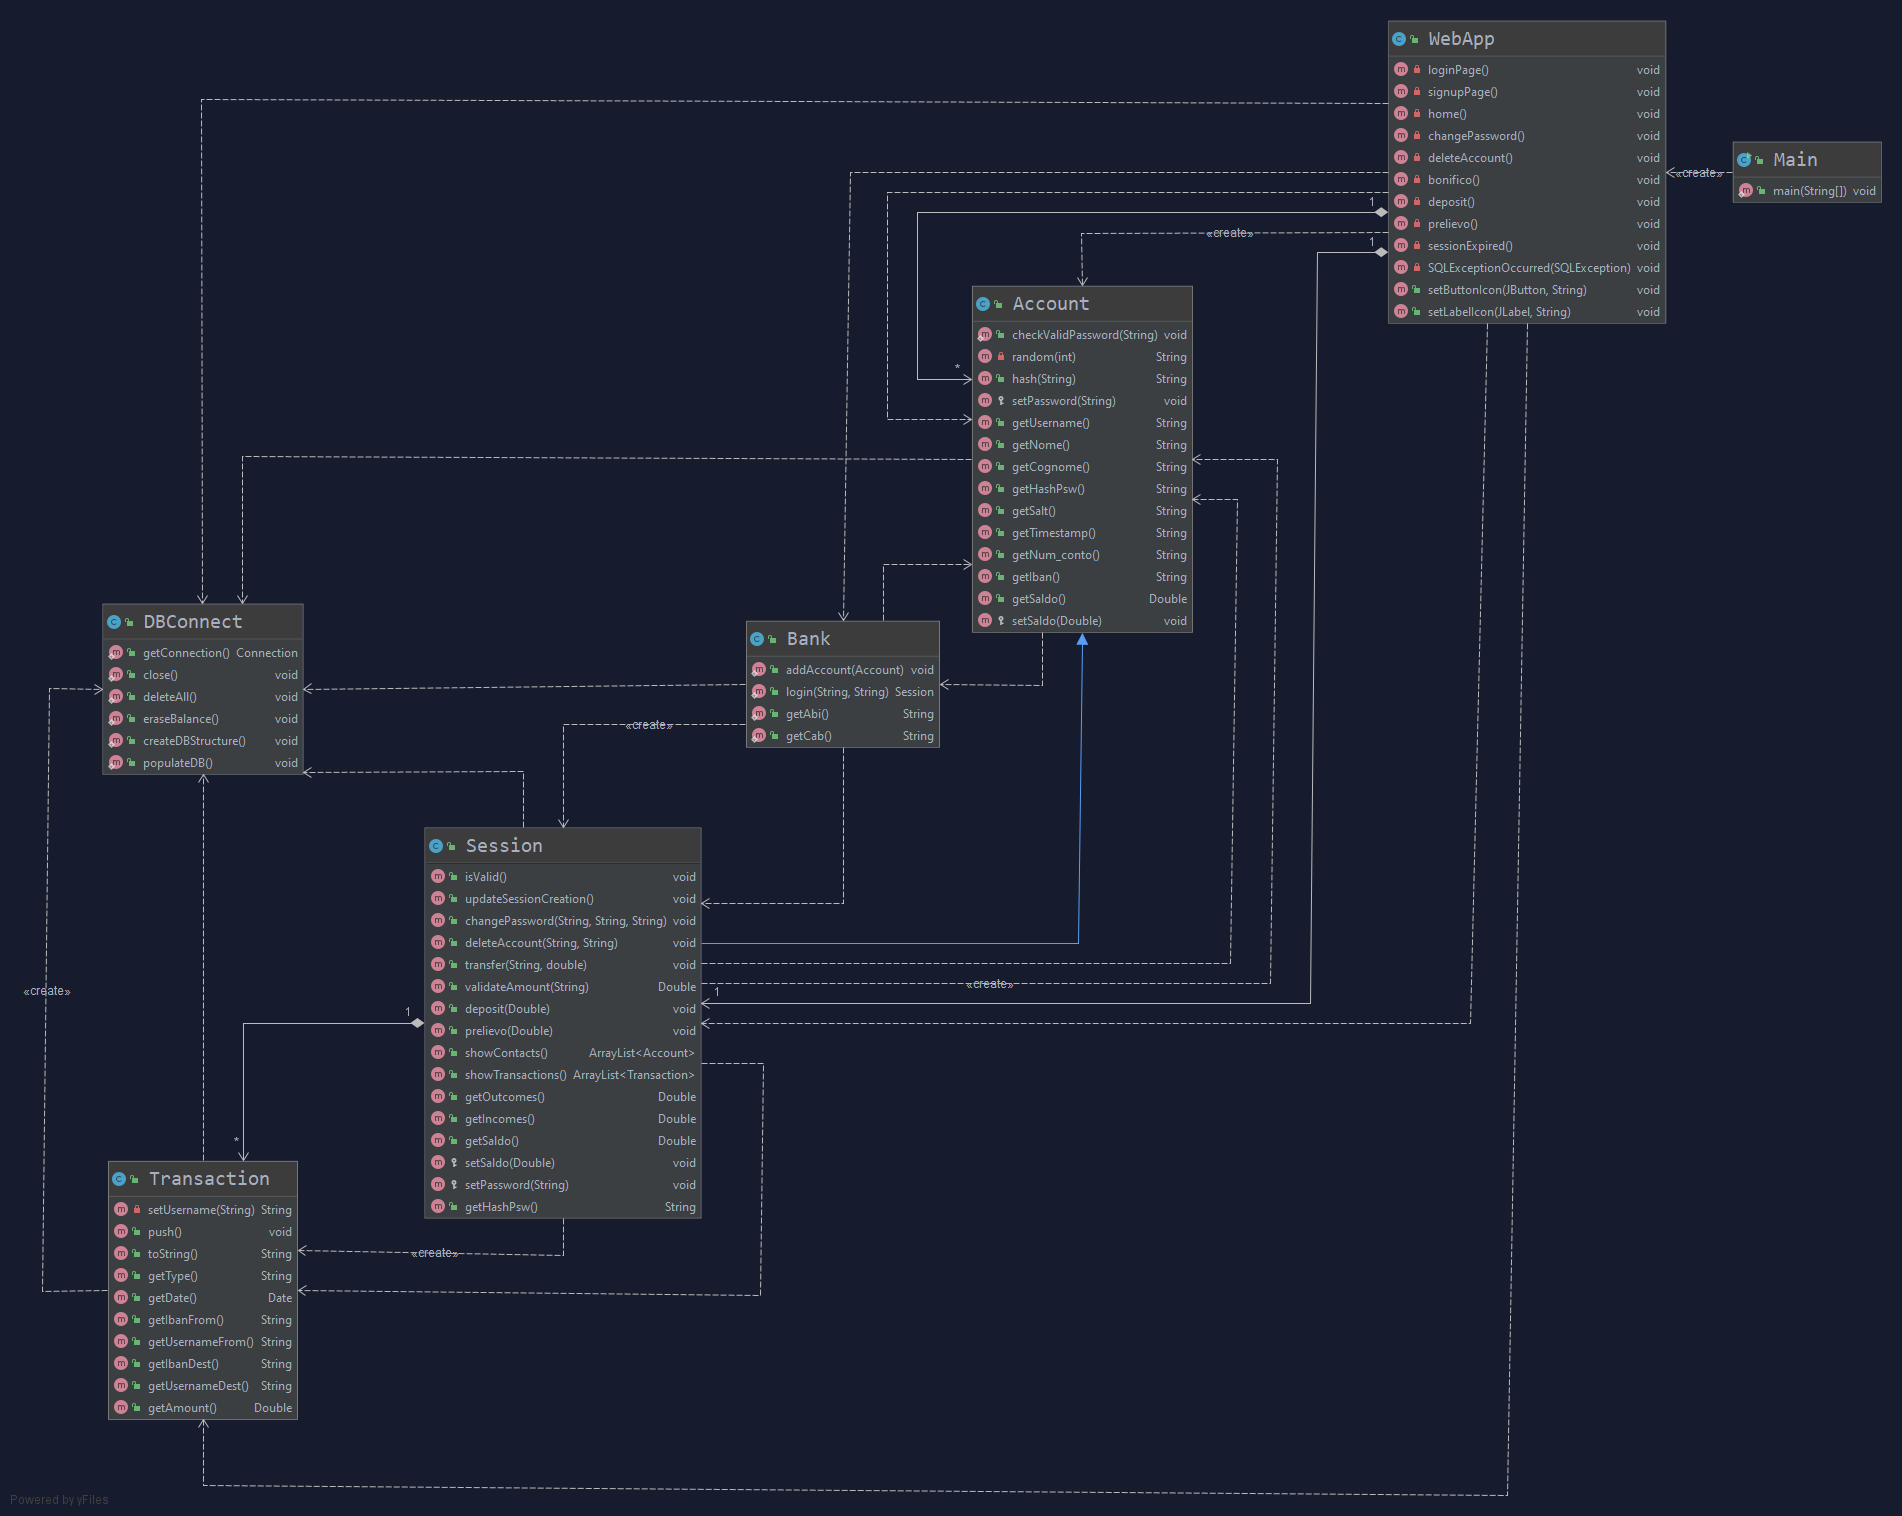 WebApp
loginPage() void
signupPage() void
home() void
changePassword() void
deleteAccount() void
bonifico() void
deposit() void
prelievo() void
sessionExpired() void
SQLExceptionOccurred(SQLException) void
setButtonIcon(JButton, String) void
setLabelIcon(JLabel, String) void
Main
main(String[]) void
«create»
1
«create»
1
*
Account
checkValidPassword(String) void
random(int) String
hash(String) String
setPassword(String) void
getUsername() String
getNome() String
getCognome() String
getHashPsw() String
getSalt() String
getTimestamp() String
getNum_conto() String
getIban() String
getSaldo() Double
setSaldo(Double) void
DBConnect
getConnection() Connection
close() void
deleteAll() void
eraseBalance() void
createDBStructure() void
populateDB() void
Bank
addAccount(Account) void
login(String, String) Session
getAbi() String
getCab() String
«create»
Session
isValid() void
updateSessionCreation() void
changePassword(String, String, String) void
deleteAccount(String, String) void
transfer(String, double) void
validateAmount(String) Double
deposit(Double) void
prelievo(Double) void
showContacts() ArrayList<Account>
showTransactions() ArrayList<Transaction>
getOutcomes() Double
getIncomes() Double
getSaldo() Double
setSaldo(Double) void
setPassword(String) void
getHashPsw() String
«create»
1
«create»
1
*
Transaction
setUsername(String) String
push() void
toString() String
getType() String
getDate() Date
getIbanFrom() String
getUsernameFrom() String
getIbanDest() String
getUsernameDest() String
getAmount() Double
«create»
Powered by yFiles